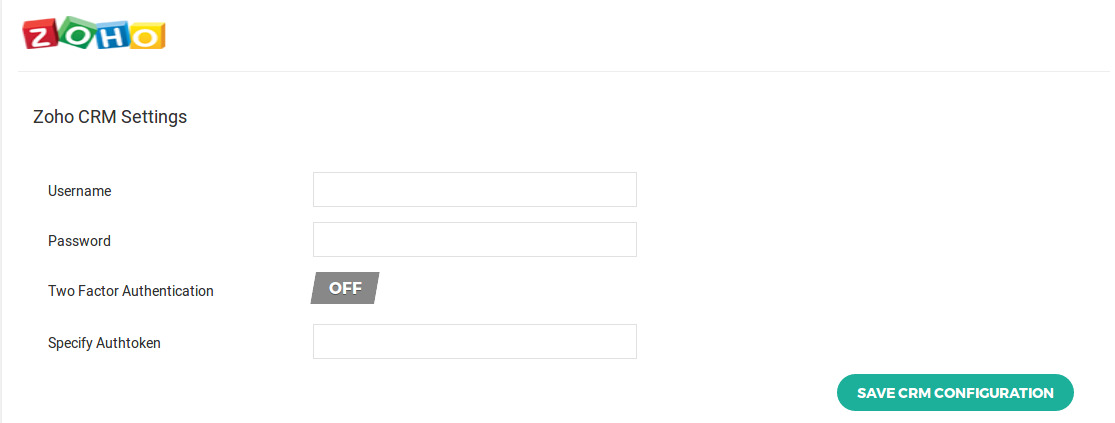 ZOHO
Zoho CRM Settings
Username
Password
Two Factor Authentication
OFF
Specify Authtoken
SAVE CRM CONFIGURATION